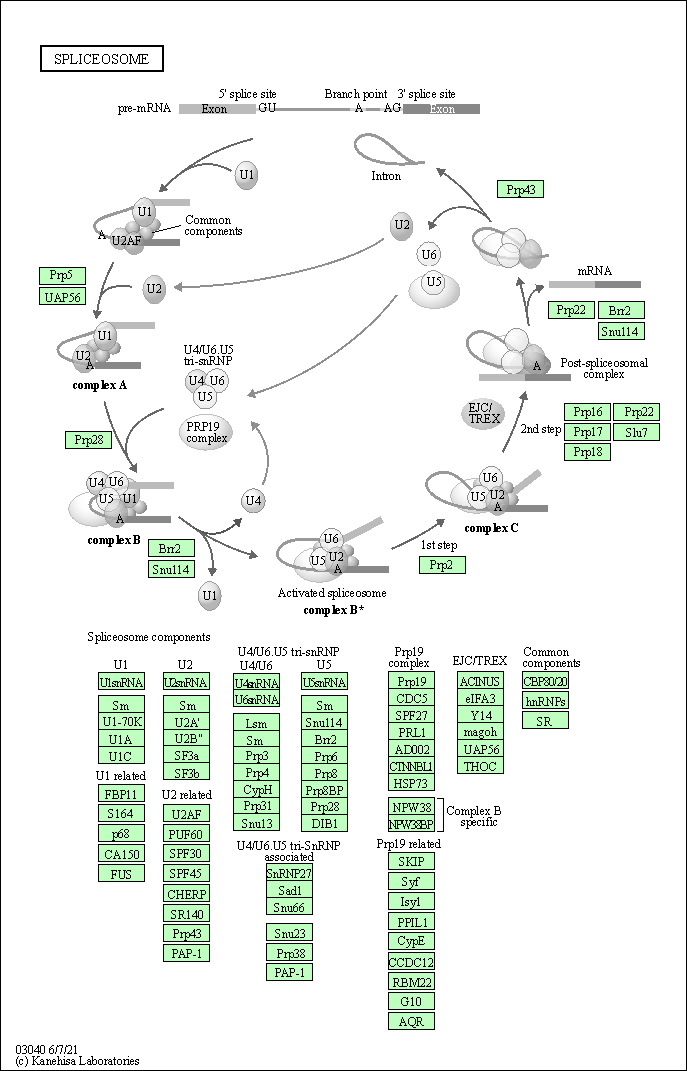 SPLICEOSOME
5' splice site
Branch point
3' splice site
pre-mRNA
Exon
GU
A
AG
Exon
U1
Intron
Prp43
U1
A
U2AF
Common
components
U2
U6
U5
mRNA
Prp5
UAP56
U2
Prp22
Brr2
Snu114
U1
U2
A
complex A
U4/U6.U5
tri-snRNP
U4
U6
U5
A
Post-spliceosomal
complex
PRP19
complex
EJC/
TREX
2nd step
Prp16
Prp22
Prp17
Slu7
Prp18
Prp28
U4
U6
U5
U1
A
complex B
U4
U6
U5
U2
A
complex C
Brr2
Snu114
U1
U6
U5
U2
A
Activated spliceosome
complex B*
1st step
Prp2
Spliceosome components
U1
U1snRNA
Sm
U1-70K
U1A
U1C
U1 related
FBP11
S164
p68
CA150
FUS
U2
U2snRNA
Sm
U2A'
U2B"
SF3a
SF3b
U2 related
U2AF
PUF60
SPF30
SPF45
CHERP
SR140
Prp43
PAP-1
U4/U6.U5 tri-snRNP
U4/U6
U4snRNA
U6snRNA
Lsm
Sm
Prp3
Prp4
CypH
Prp31
Snu13
U5
U5snRNA
Sm
Snu114
Brr2
Prp6
Prp8
Prp8BP
Prp28
DIB1
U4/U6.U5 tri-SnRNP
associated
SnRNP27
Sad1
Snu66
Snu23
Prp38
PAP-1
Prp19
complex
Prp19
CDC5
SPF27
PRL1
AD002
CTNNBL1
HSP73
NPW38
NPW38BP
Complex B
specific
Prp19 related
SKIP
Syf
Isy1
PPIL1
CypE
CCDC12
RBM22
G10
AQR
EJC/TREX
ACINUS
eIFA3
Y14
magoh
UAP56
THOC
Common
components
CBP80/20
hnRNPs
SR
03040 6/7/21
(c) Kanehisa Laboratories